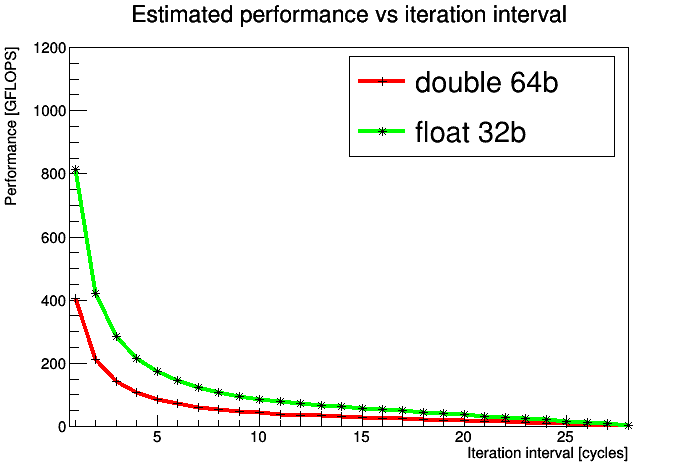 Estimated performance vs iteration interval
Performance [GFLOPS]
1200
1000
800
600
400
200
0
double 64b
float 32b
5
10
15
20
25
Iteration interval [cycles]